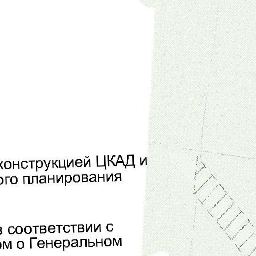 конструкцией ЦКАД и
ого планирования
в соответствии с
ом о Генеральном